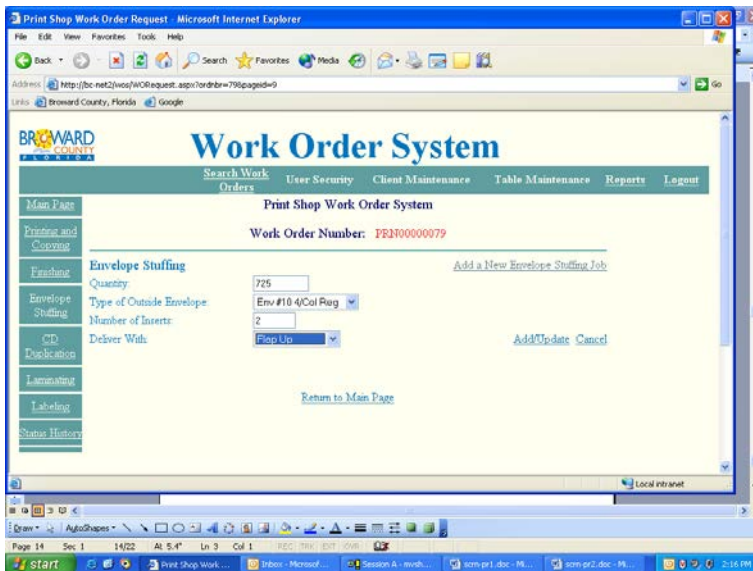 Print Shop Work Order Request - Microsoft Internet Explorer
File Edit View Favorites Tools Help
Back Search Favorites Media
Address http://bc-net2/wos/WORequest.aspx?ordnbr=79&pageid=9 Go
Links Broward County, Florida Google
BROWARD COUNTY FLORIDA
Work Order System
Search Work Orders User Security Client Maintenance Table Maintenance Reports Logout
Main Page
Print Shop Work Order System
Printing and Copying
Work Order Number: PRN00000079
Finishing
Envelope Stuffing Add a New Envelope Stuffing Job
Quantity: 725
Envelope Stuffing
Type of Outside Envelope: Env #10 4/Col Reg
Number of Inserts: 2
CD Duplication
Deliver With: Flap Up Add/Update Cancel
Laminating
Return to Main Page
Labeling
Status History
Local intranet
Draw AutoShapes
Page 14 Sec 1 14/22 At 5.4" Ln 3 Col 1 REC TRK EXT OVR
start Print Shop Work ... Inbox - Microsof... Session A - mvsh... scrn-pr1.doc - Mi... scrn-pr2.doc - Mi... 2:16 PM